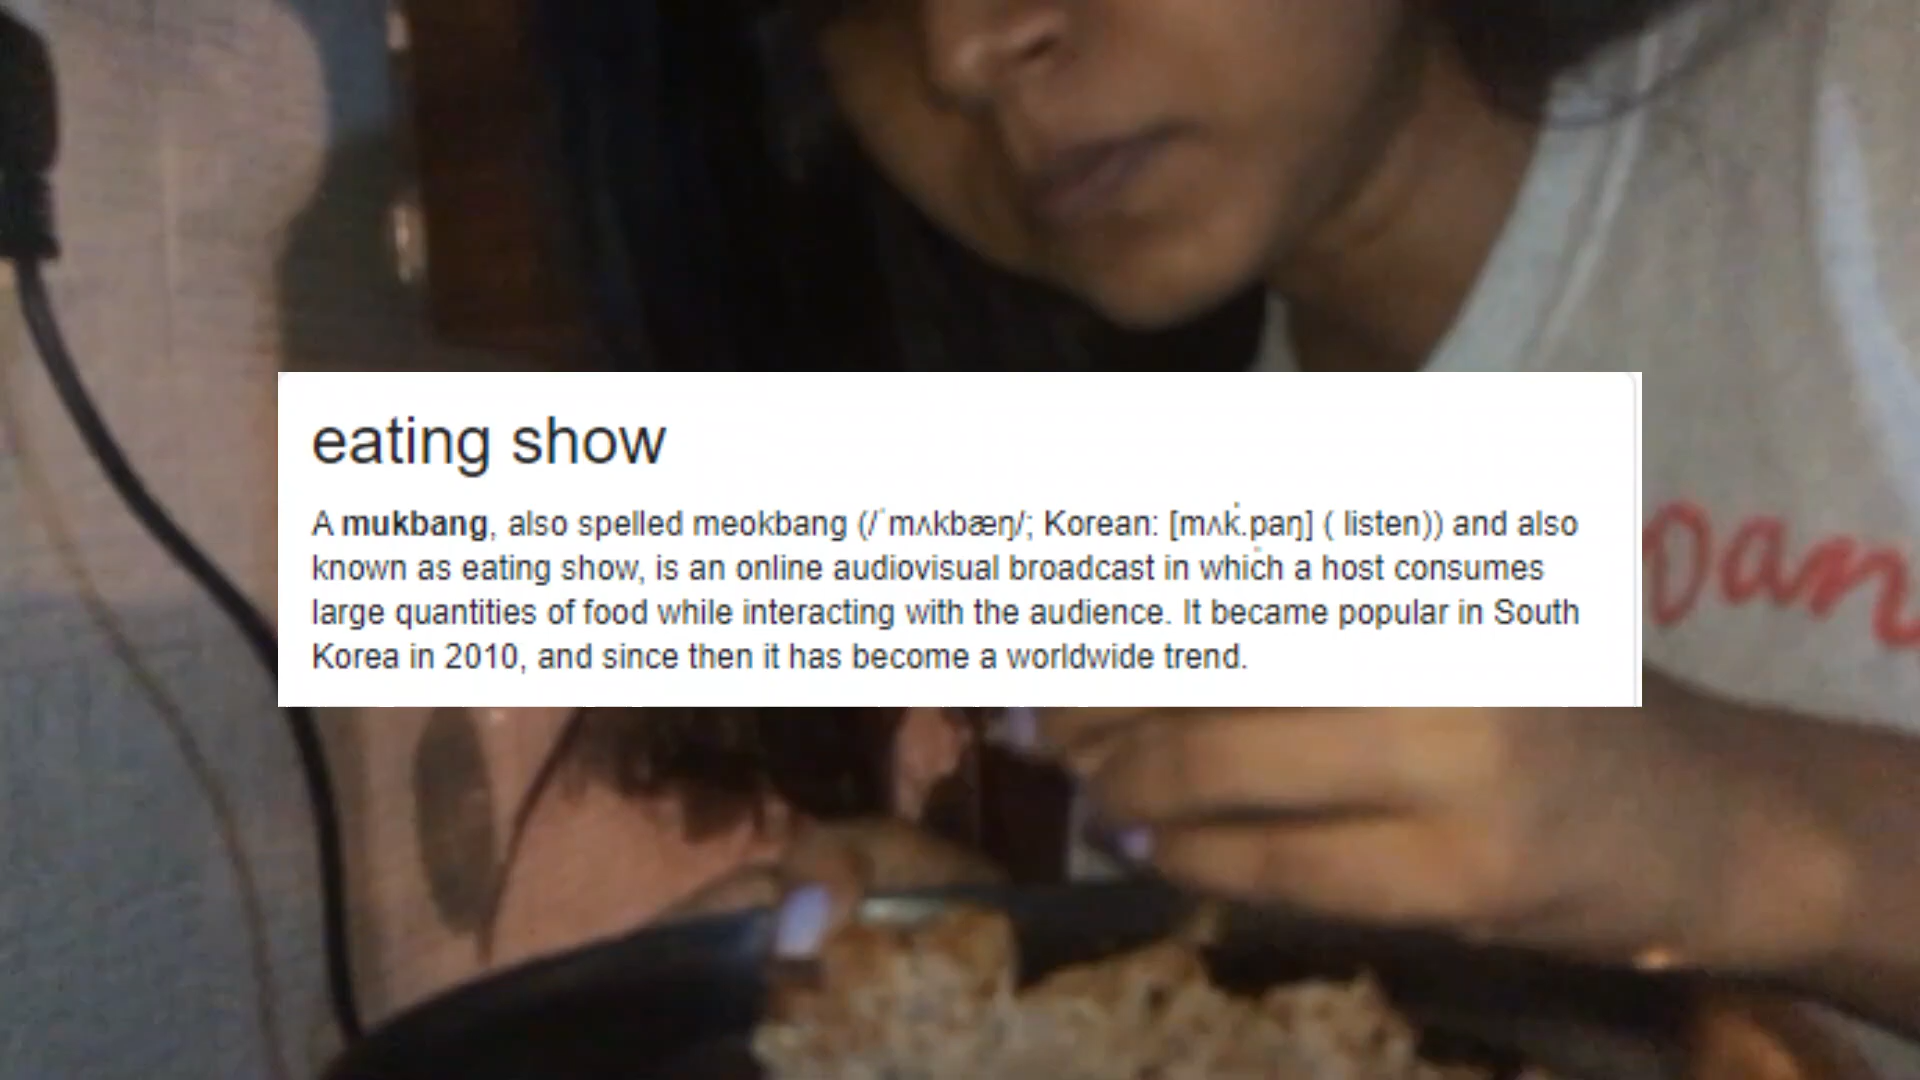 eating show
A mukbang, also spelled meokbang (/ˈmʌkbæŋ/; Korean: [mʌk̚.paŋ] ( listen)) and also
known as eating show, is an online audiovisual broadcast in which a host consumes
large quantities of food while interacting with the audience. It became popular in South
Korea in 2010, and since then it has become a worldwide trend.